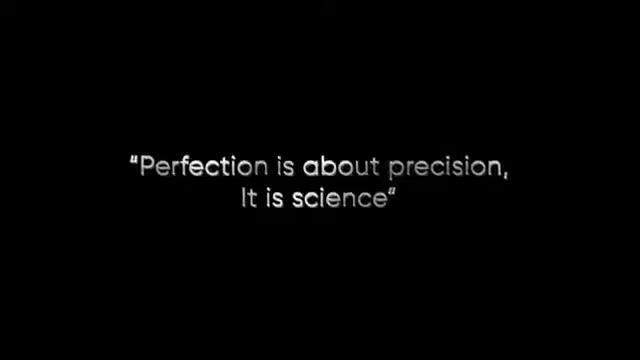 “Perfection is about precision,
It is science“